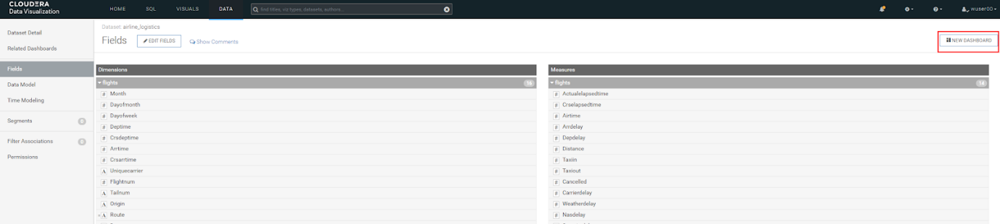 CLOUDERA
Data Visualization
HOME
SQL
VISUALS
DATA
find titles, viz types, datasets, authors...
wuser00
Dataset Detail
Related Dashboards
Fields
Data Model
Time Modeling
Segments 0
Filter Associations 0
Permissions
Dataset: airline_logistics
Fields
EDIT FIELDS
Show Comments
NEW DASHBOARD
Dimensions
flights 16
# Month
# Dayofmonth
# Dayofweek
# Deptime
# Crsdeptime
# Arrtime
# Crsarrtime
A Uniquecarrier
# Flightnum
A Tailnum
A Origin
A Route
Measures
flights 14
# Actualelapsedtime
# Crselapsedtime
# Airtime
# Arrdelay
# Depdelay
# Distance
# Taxiin
# Taxiout
# Cancelled
# Carrierdelay
# Weatherdelay
# Nasdelay